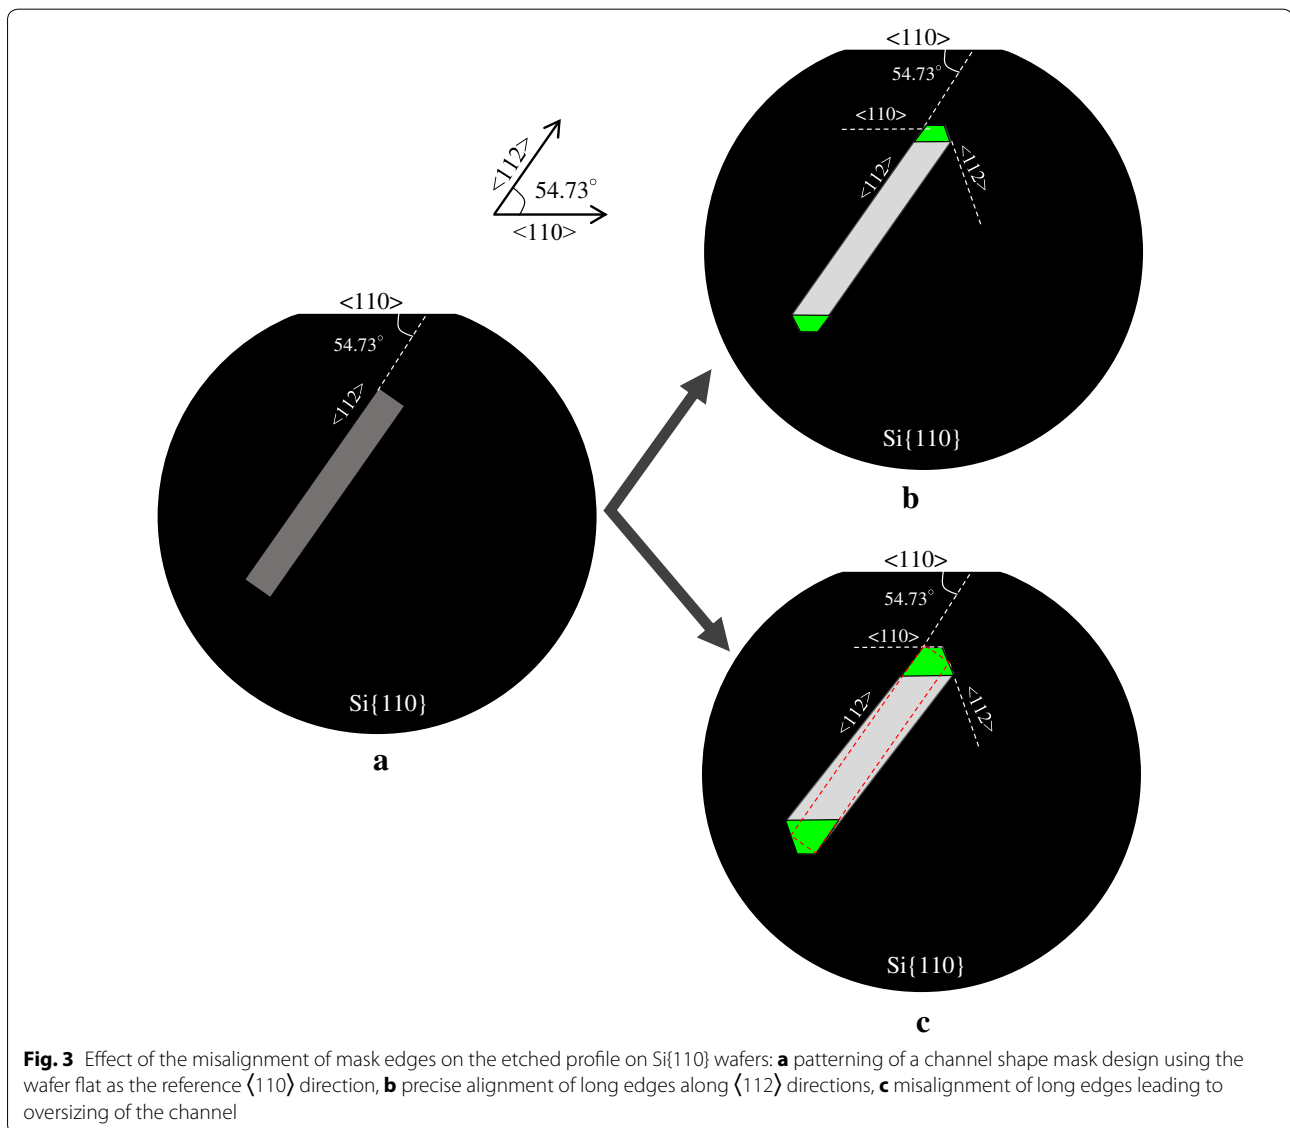 <110>
54.73°
<110>
<112>
<112>
Si{110}
b
<112>
54.73°
<110>
<110>
54.73°
<112>
Si{110}
a
<110>
54.73°
<110>
<112>
<112>
Si{110}
c
Fig. 3 Effect of the misalignment of mask edges on the etched profile on Si{110} wafers: a patterning of a channel shape mask design using the
wafer flat as the reference ⟨110⟩ direction, b precise alignment of long edges along ⟨112⟩ directions, c misalignment of long edges leading to
oversizing of the channel